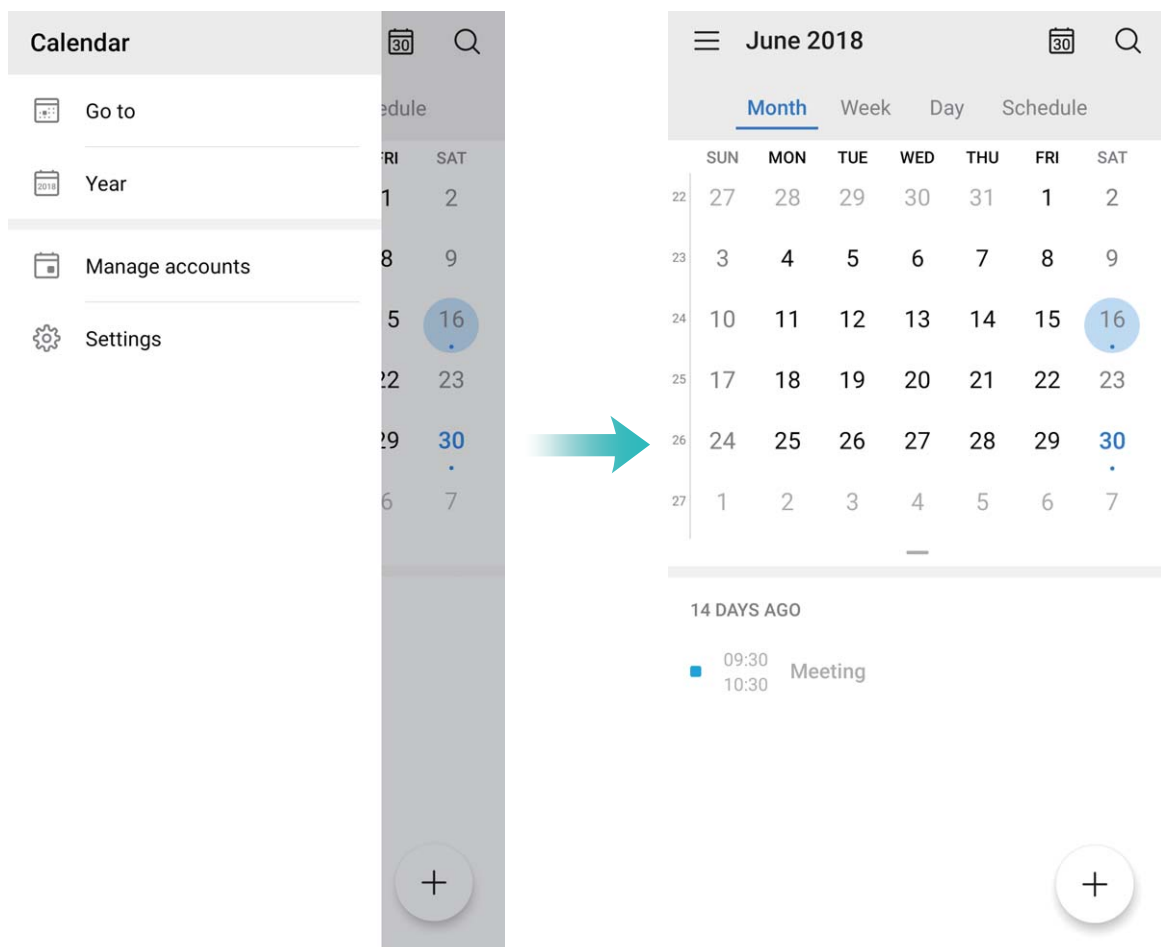 Calendar
30
Go to
2018
Year
Manage accounts
Settings
edule
FRI SAT
1 2
8 9
5 16
22 23
29 30
6 7
June 2018
30
Month Week Day Schedule
SUN MON TUE WED THU FRI SAT
22 27 28 29 30 31 1 2
23 3 4 5 6 7 8 9
24 10 11 12 13 14 15 16
25 17 18 19 20 21 22 23
26 24 25 26 27 28 29 30
27 1 2 3 4 5 6 7
14 DAYS AGO
09:30
10:30
Meeting